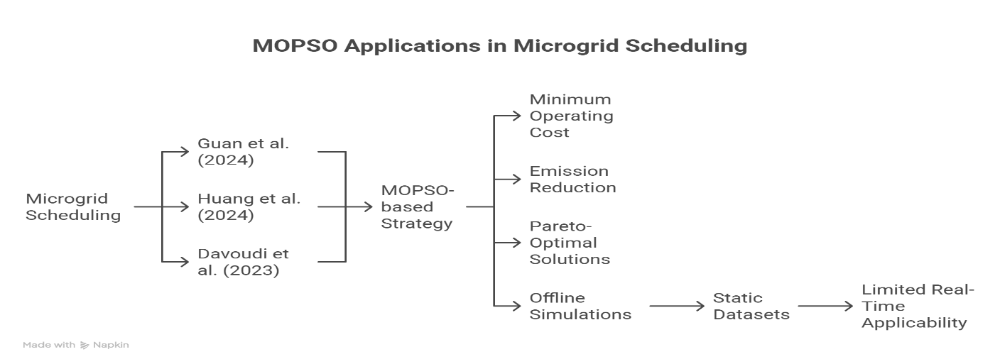 MOPSO Applications in Microgrid Scheduling
Microgrid
Scheduling
Guan et al.
(2024)
Huang et al.
(2024)
Davoudi et
al. (2023)
MOPSO-
based
Strategy
Minimum
Operating
Cost
Emission
Reduction
Pareto-
Optimal
Solutions
Offline
Simulations
Static
Datasets
Limited Real-
Time
Applicability
Made with Napkin